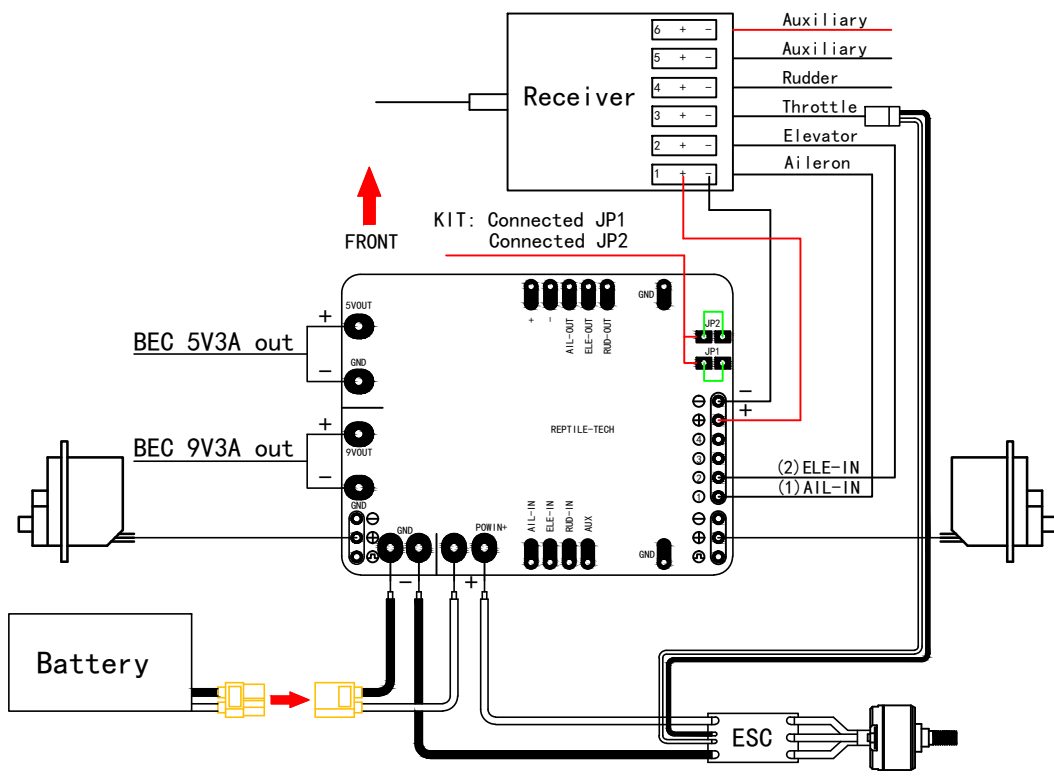 Auxiliary
6 + −
Auxiliary
5 + −
Rudder
4 + −
Receiver
Throttle
3 + −
Elevator
2 + −
Aileron
1 + −
KIT: Connected JP1
Connected JP2
FRONT
5VOUT
+
BEC 5V3A out
−
GND
+
BEC 9V3A out
9VOUT
−
GND
+
-
AIL-OUT
ELE-OUT
RUD-OUT
GND
JP2
JP1
−
+
⊖
⊕
4
3
2
1
REPTILE-TECH
(2)ELE-IN
(1)AIL-IN
⊖
⊕
GND
POWIN+
AIL-IN
ELE-IN
RUD-IN
AUX
GND
⊖
⊕
−
+
Battery
ESC